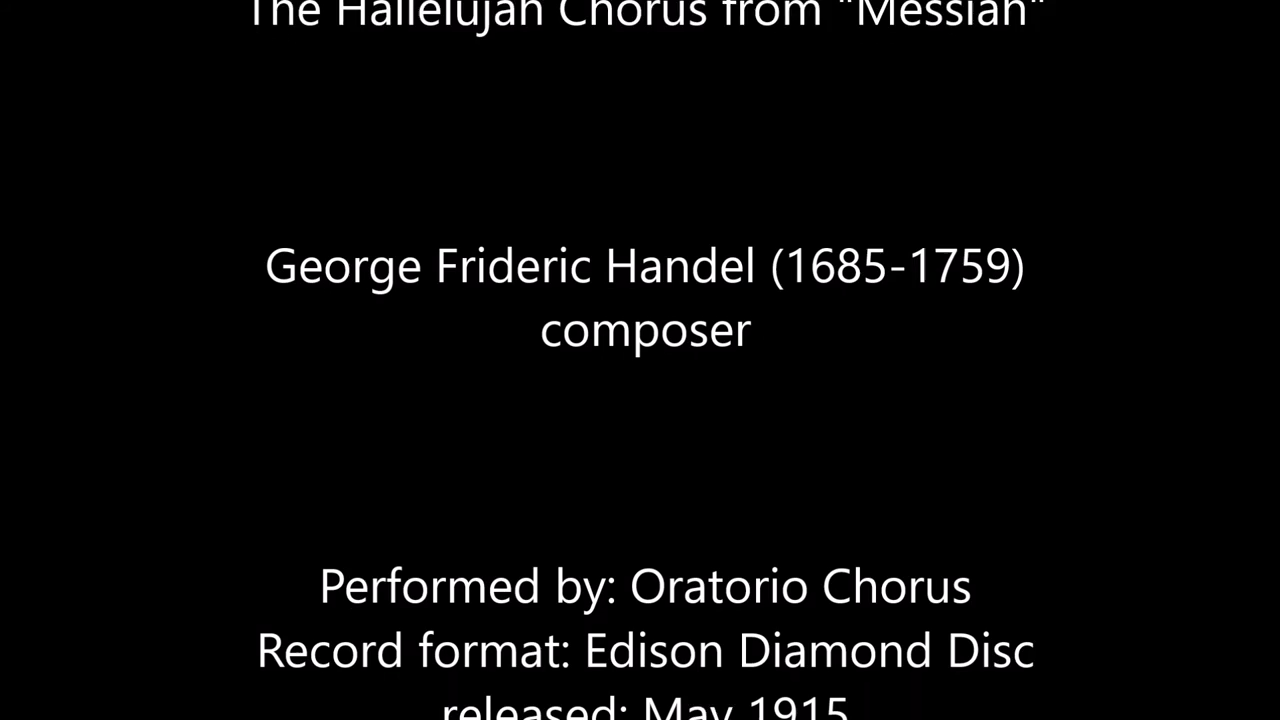 The Hallelujah Chorus from "Messiah"
George Frideric Handel (1685-1759)
composer
Performed by: Oratorio Chorus
Record format: Edison Diamond Disc
released: May 1915